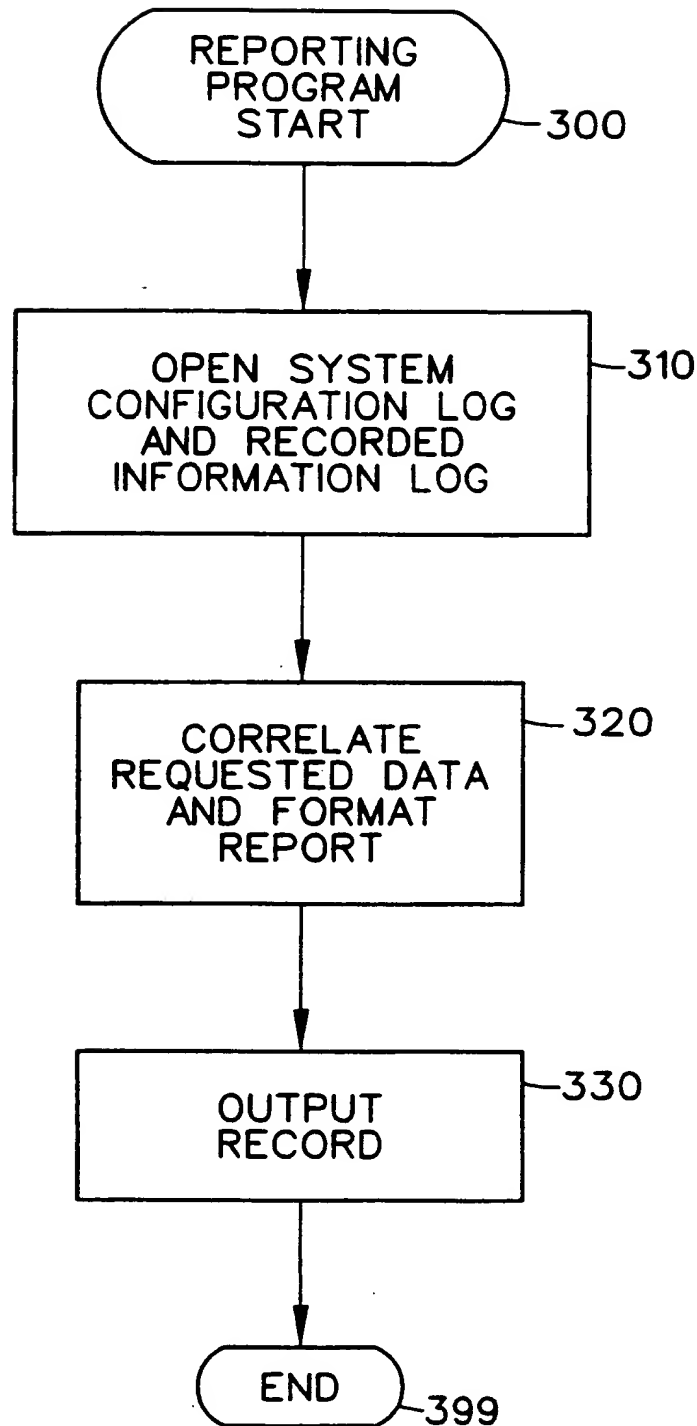 REPORTING
PROGRAM
START
300
OPEN SYSTEM
CONFIGURATION LOG
AND RECORDED
INFORMATION LOG
310
CORRELATE
REQUESTED DATA
AND FORMAT
REPORT
320
OUTPUT
RECORD
330
END
399